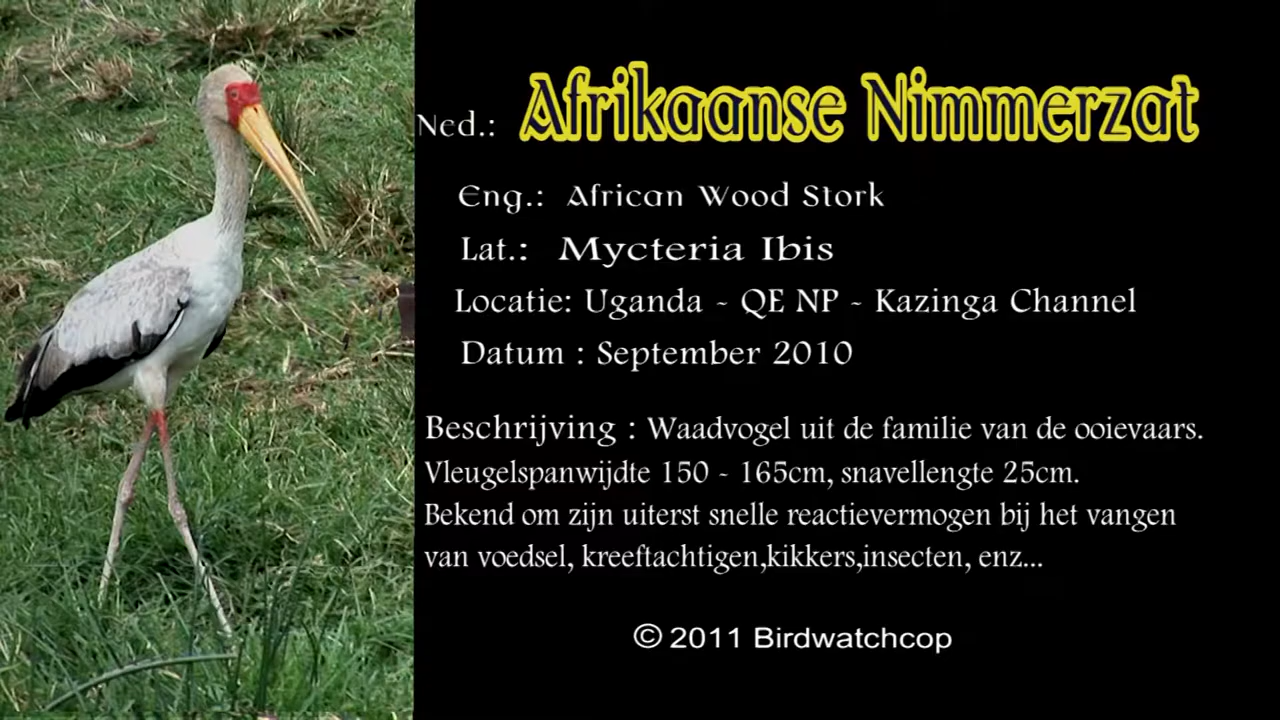 Ned.: Afrikaanse Nimmerzat
Eng.: African Wood Stork
Lat.: Mycteria Ibis
Locatie: Uganda - QE NP - Kazinga Channel
Datum : September 2010
Beschrijving : Waadvogel uit de familie van de ooievaars.
Vleugelspanwijdte 150 - 165cm, snavellengte 25cm.
Bekend om zijn uiterst snelle reactievermogen bij het vangen
van voedsel, kreeftachtigen,kikkers,insecten, enz...
© 2011 Birdwatchcop